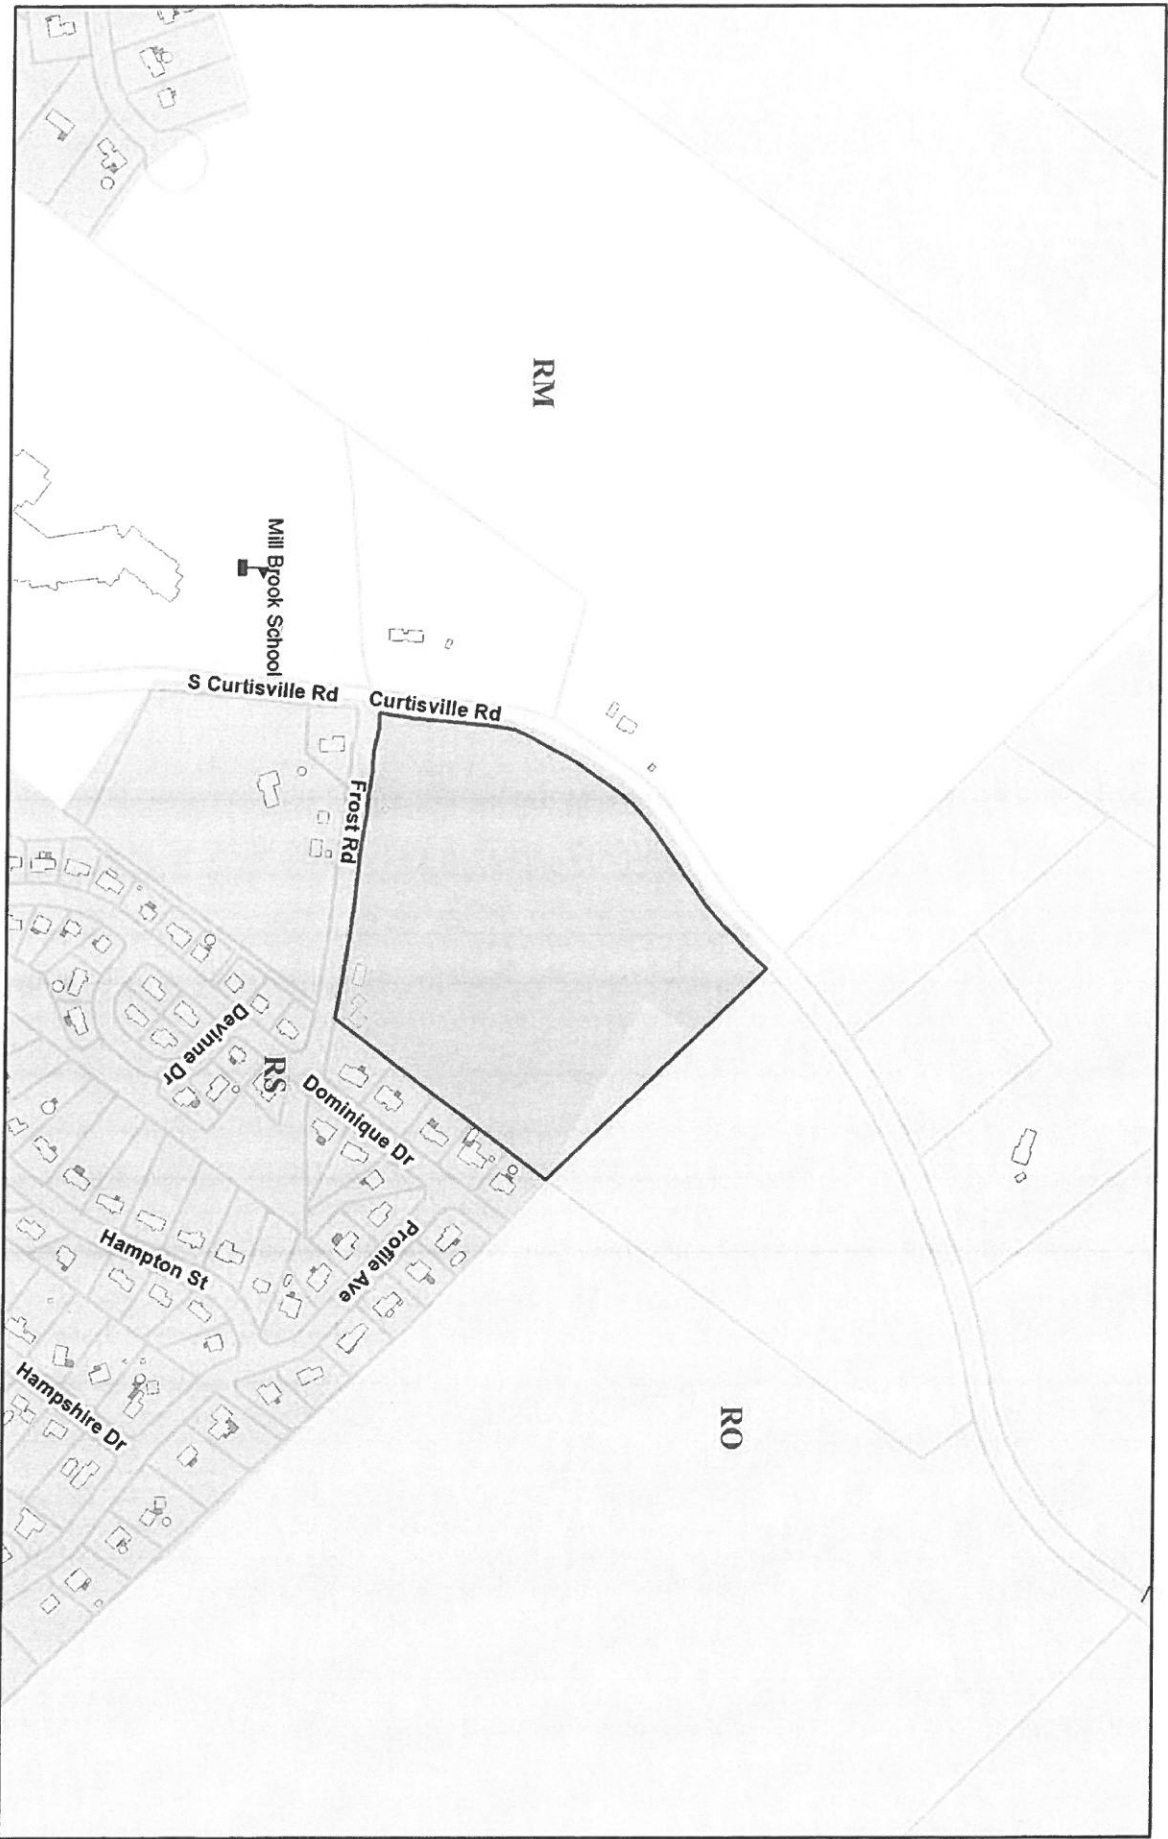 RM
Mill Brook School
S Curtisville Rd
Curtisville Rd
Frost Rd
Devinne Dr
RS
Dominique Dr
Profile Ave
Hampton St
Hampshire Dr
RO